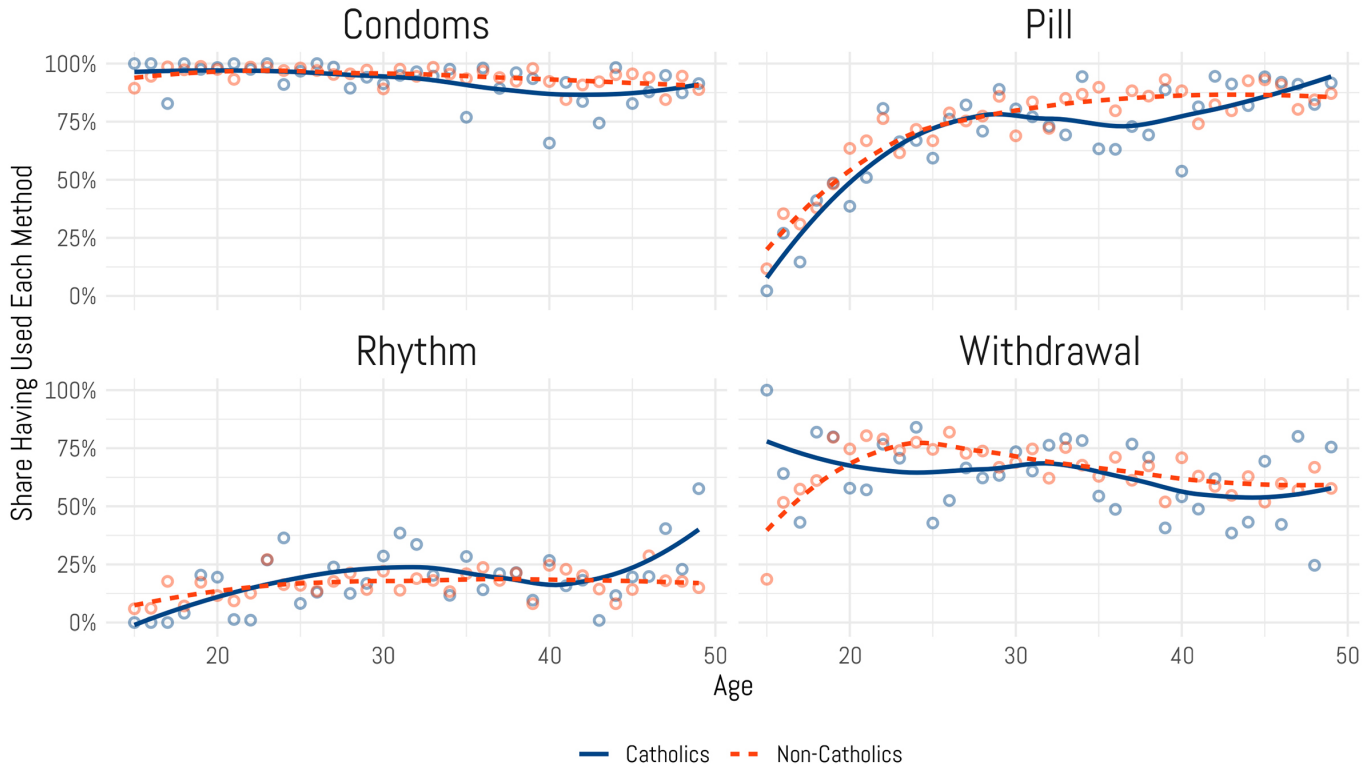 Condoms
Pill
100%
75%
50%
25%
0%
Rhythm
Withdrawal
100%
75%
50%
25%
0%
20 30 40 50
20 30 40 50
Share Having Used Each Method
Age
Catholics Non-Catholics